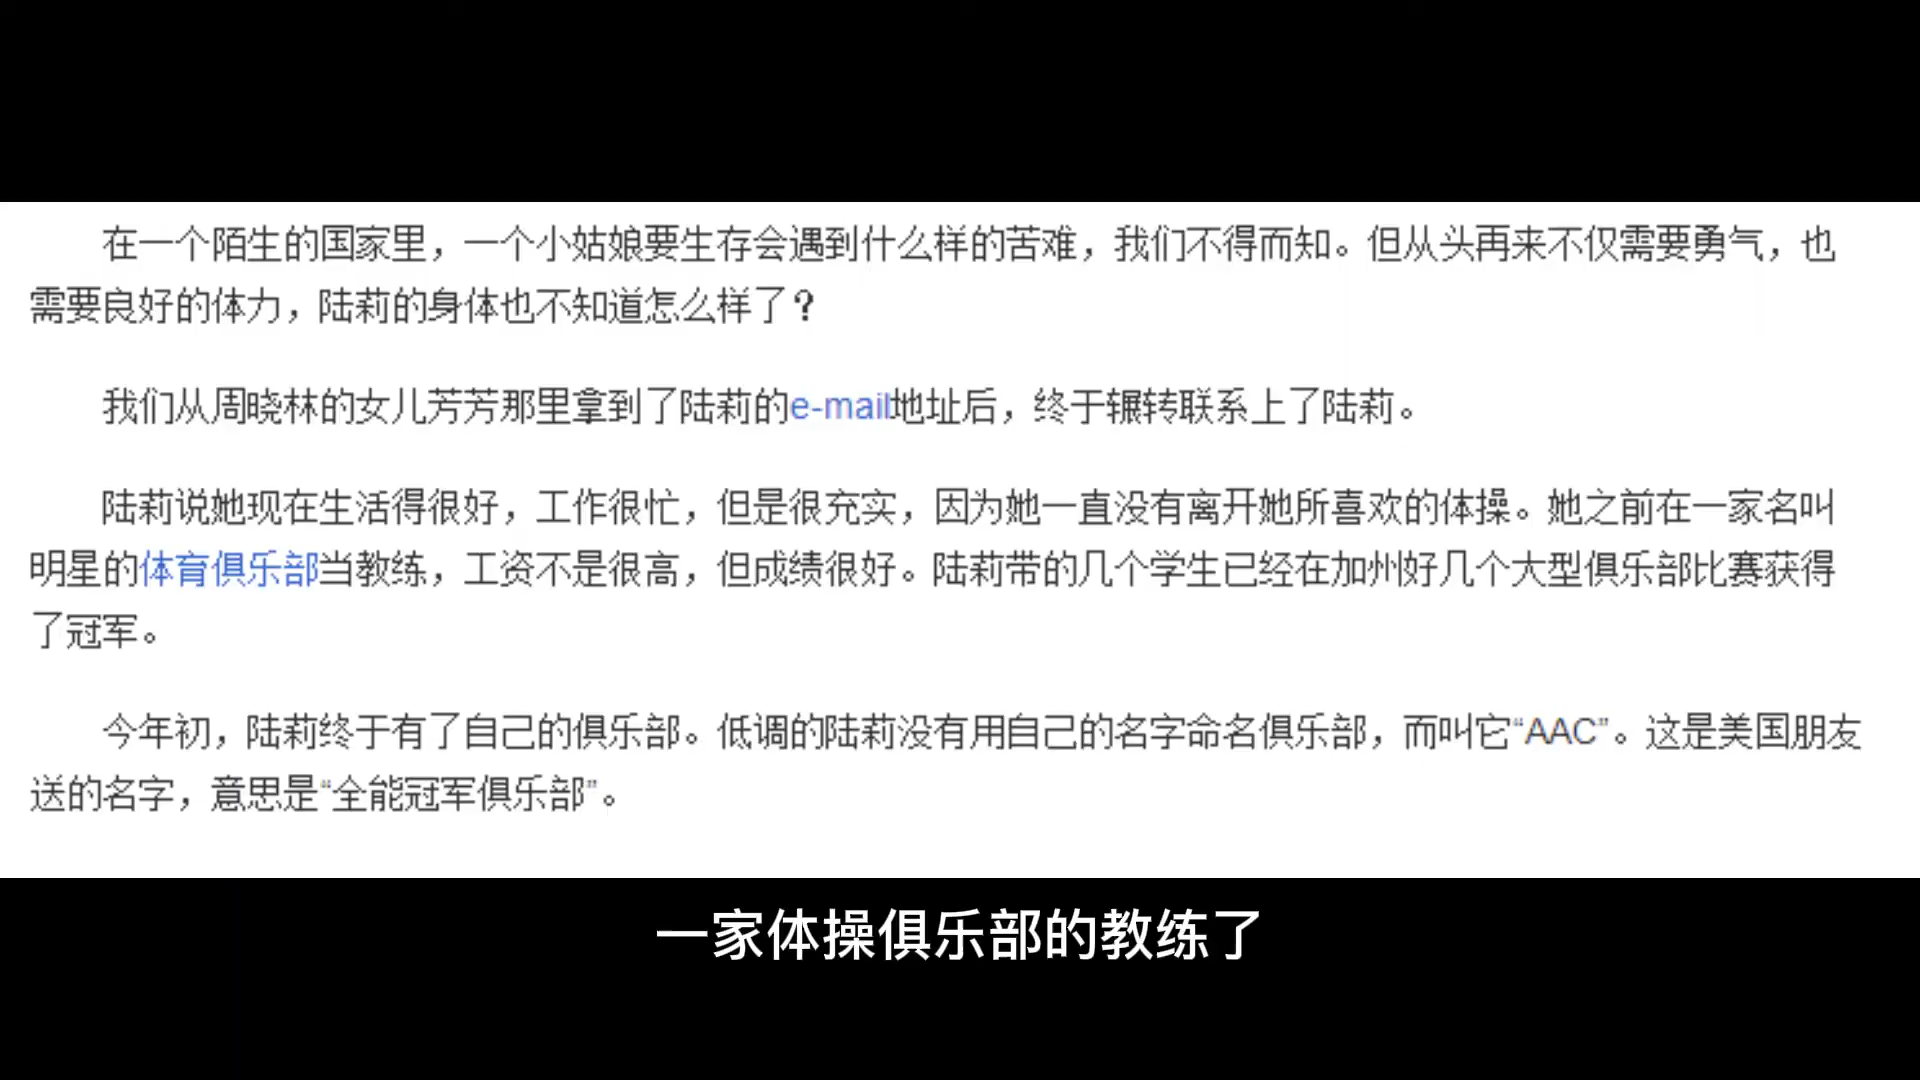 在一个陌生的国家里，一个小姑娘要生存会遇到什么样的苦难，我们不得而知。但从头再来不仅需要勇气，也
需要良好的体力，陆莉的身体也不知道怎么样了？
我们从周晓林的女儿芳芳那里拿到了陆莉的e-mail地址后，终于辗转联系上了陆莉。
陆莉说她现在生活得很好，工作很忙，但是很充实，因为她一直没有离开她所喜欢的体操。她之前在一家名叫
明星的体育俱乐部当教练，工资不是很高，但成绩很好。陆莉带的几个学生已经在加州好几个大型俱乐部比赛获得
了冠军。
今年初，陆莉终于有了自己的俱乐部。低调的陆莉没有用自己的名字命名俱乐部，而叫它“AAC”。这是美国朋友
送的名字，意思是“全能冠军俱乐部”。
一家体操俱乐部的教练了